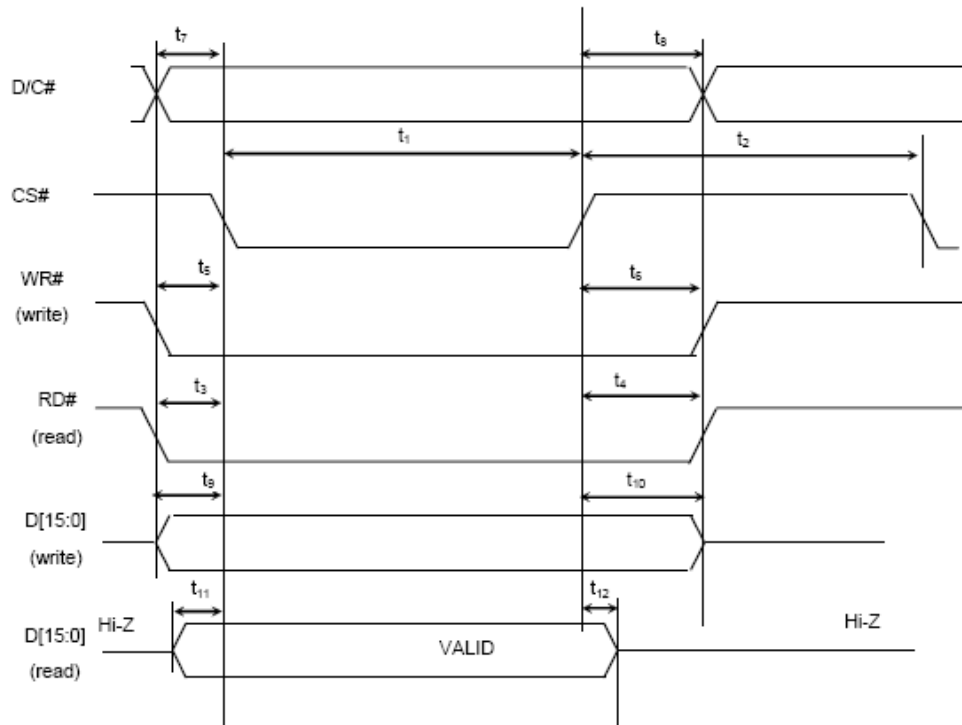 t7
t8
D/C#
t1
t2
CS#
t5
t6
WR#
(write)
t3
t4
RD#
(read)
t9
t10
D[15:0]
(write)
t11
t12
Hi-Z
Hi-Z
D[15:0]
(read)
VALID